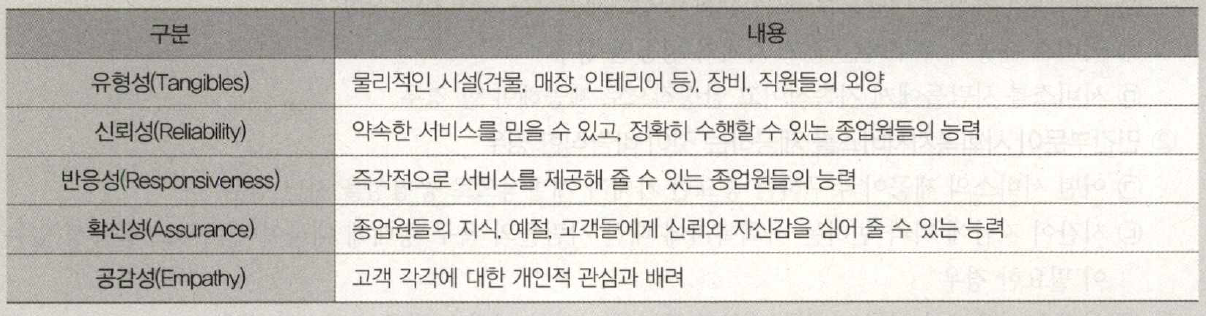 구분 내용
유형성(Tangibles) 물리적인 시설(건물, 매장, 인테리어 등), 장비, 직원들의 외양
신뢰성(Reliability) 약속한 서비스를 믿을 수 있고, 정확히 수행할 수 있는 종업원들의 능력
반응성(Responsiveness) 즉각적으로 서비스를 제공해 줄 수 있는 종업원들의 능력
확신성(Assurance) 종업원들의 지식, 예절, 고객들에게 신뢰와 자신감을 심어 줄 수 있는 능력
공감성(Empathy) 고객 각각에 대한 개인적 관심과 배려